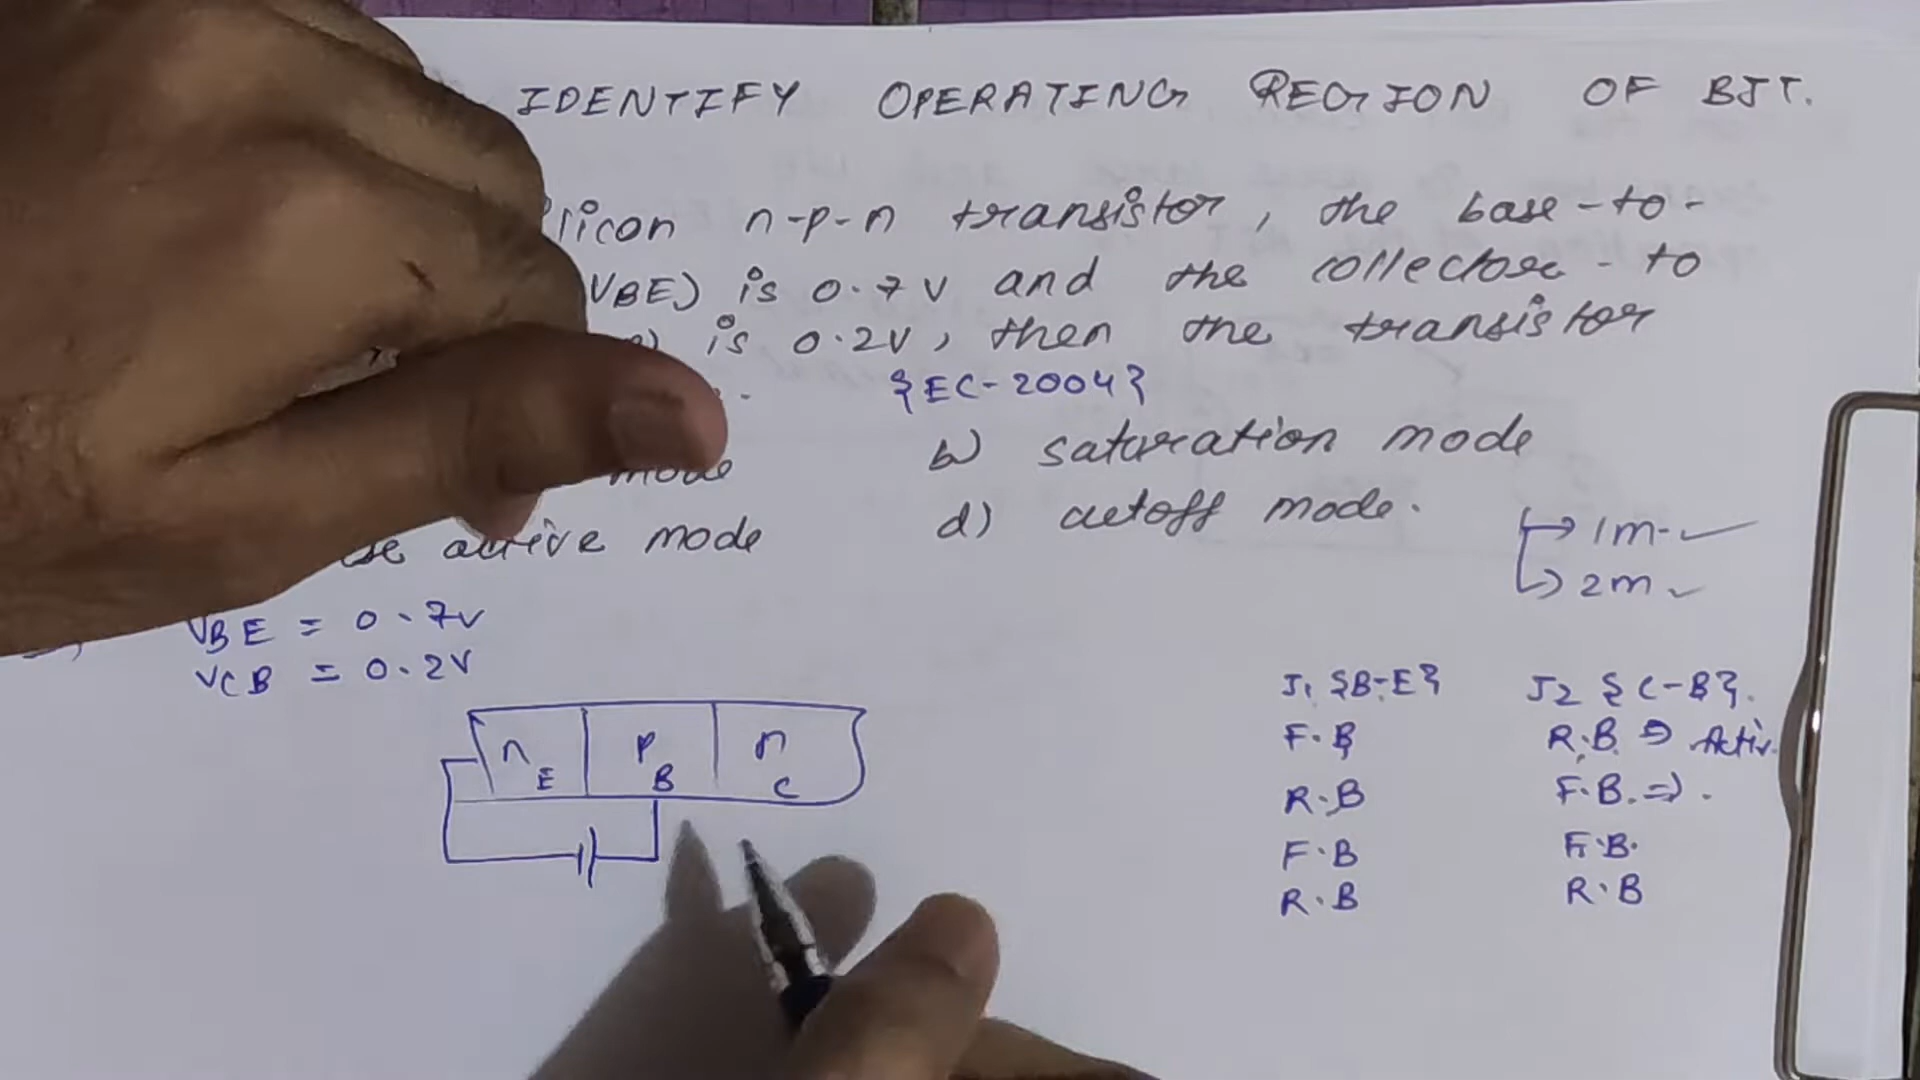 IDENTIFY OPERATING REGION OF BJT.
licon n-p-n transistor, the base-to-
VBE) is 0.7V and the collector-to
is 0.2V, then the transistor
{EC-2004}
mode b) saturation mode
se active mode d) cutoff mode.
→ 1m-✓
→ 2m ✓
VBE = 0.7V
VCB = 0.2V
J1 {B-E} J2 {C-B}.
F.B R.B ⇒ Activ.
R.B F.B. ⇒ .
F.B F.B.
R.B R.B
n E p B n C